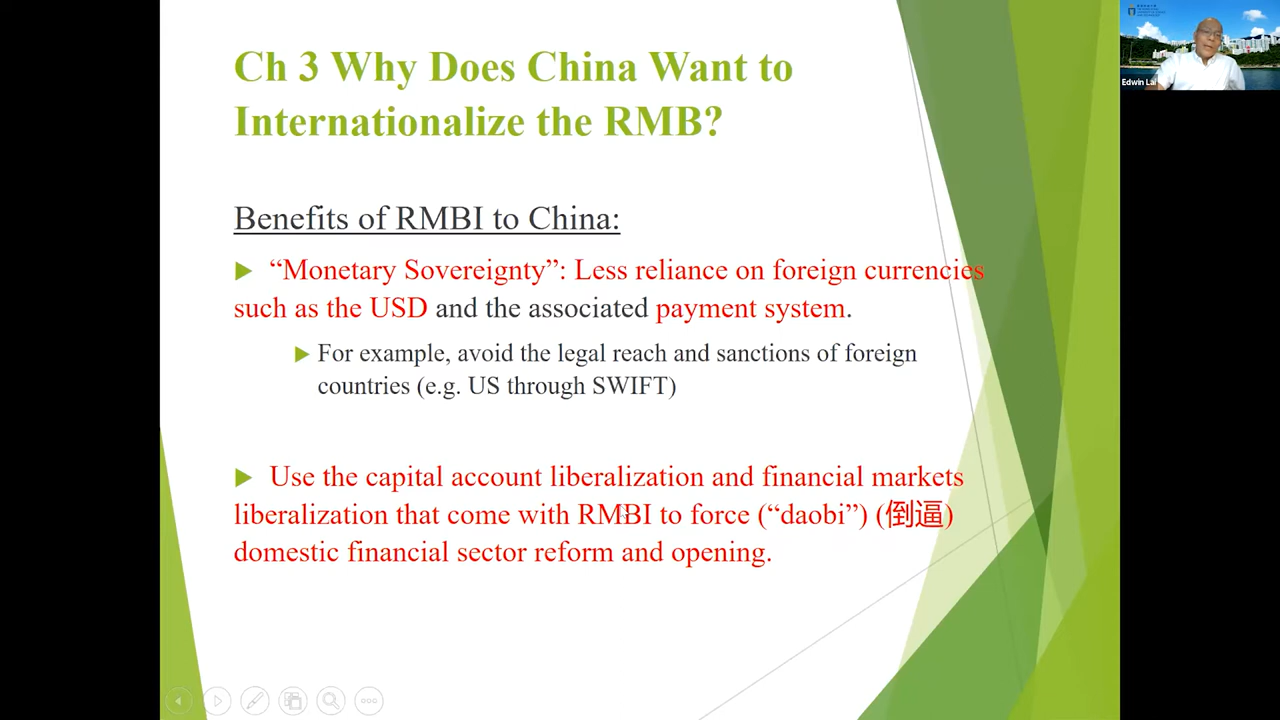 Ch 3 Why Does China Want to
Internationalize the RMB?
Benefits of RMBI to China:
“Monetary Sovereignty”: Less reliance on foreign currencies
such as the USD and the associated payment system.
For example, avoid the legal reach and sanctions of foreign
countries (e.g. US through SWIFT)
Use the capital account liberalization and financial markets
liberalization that come with RMBI to force (“daobi”) (倒逼)
domestic financial sector reform and opening.
Edwin Lai